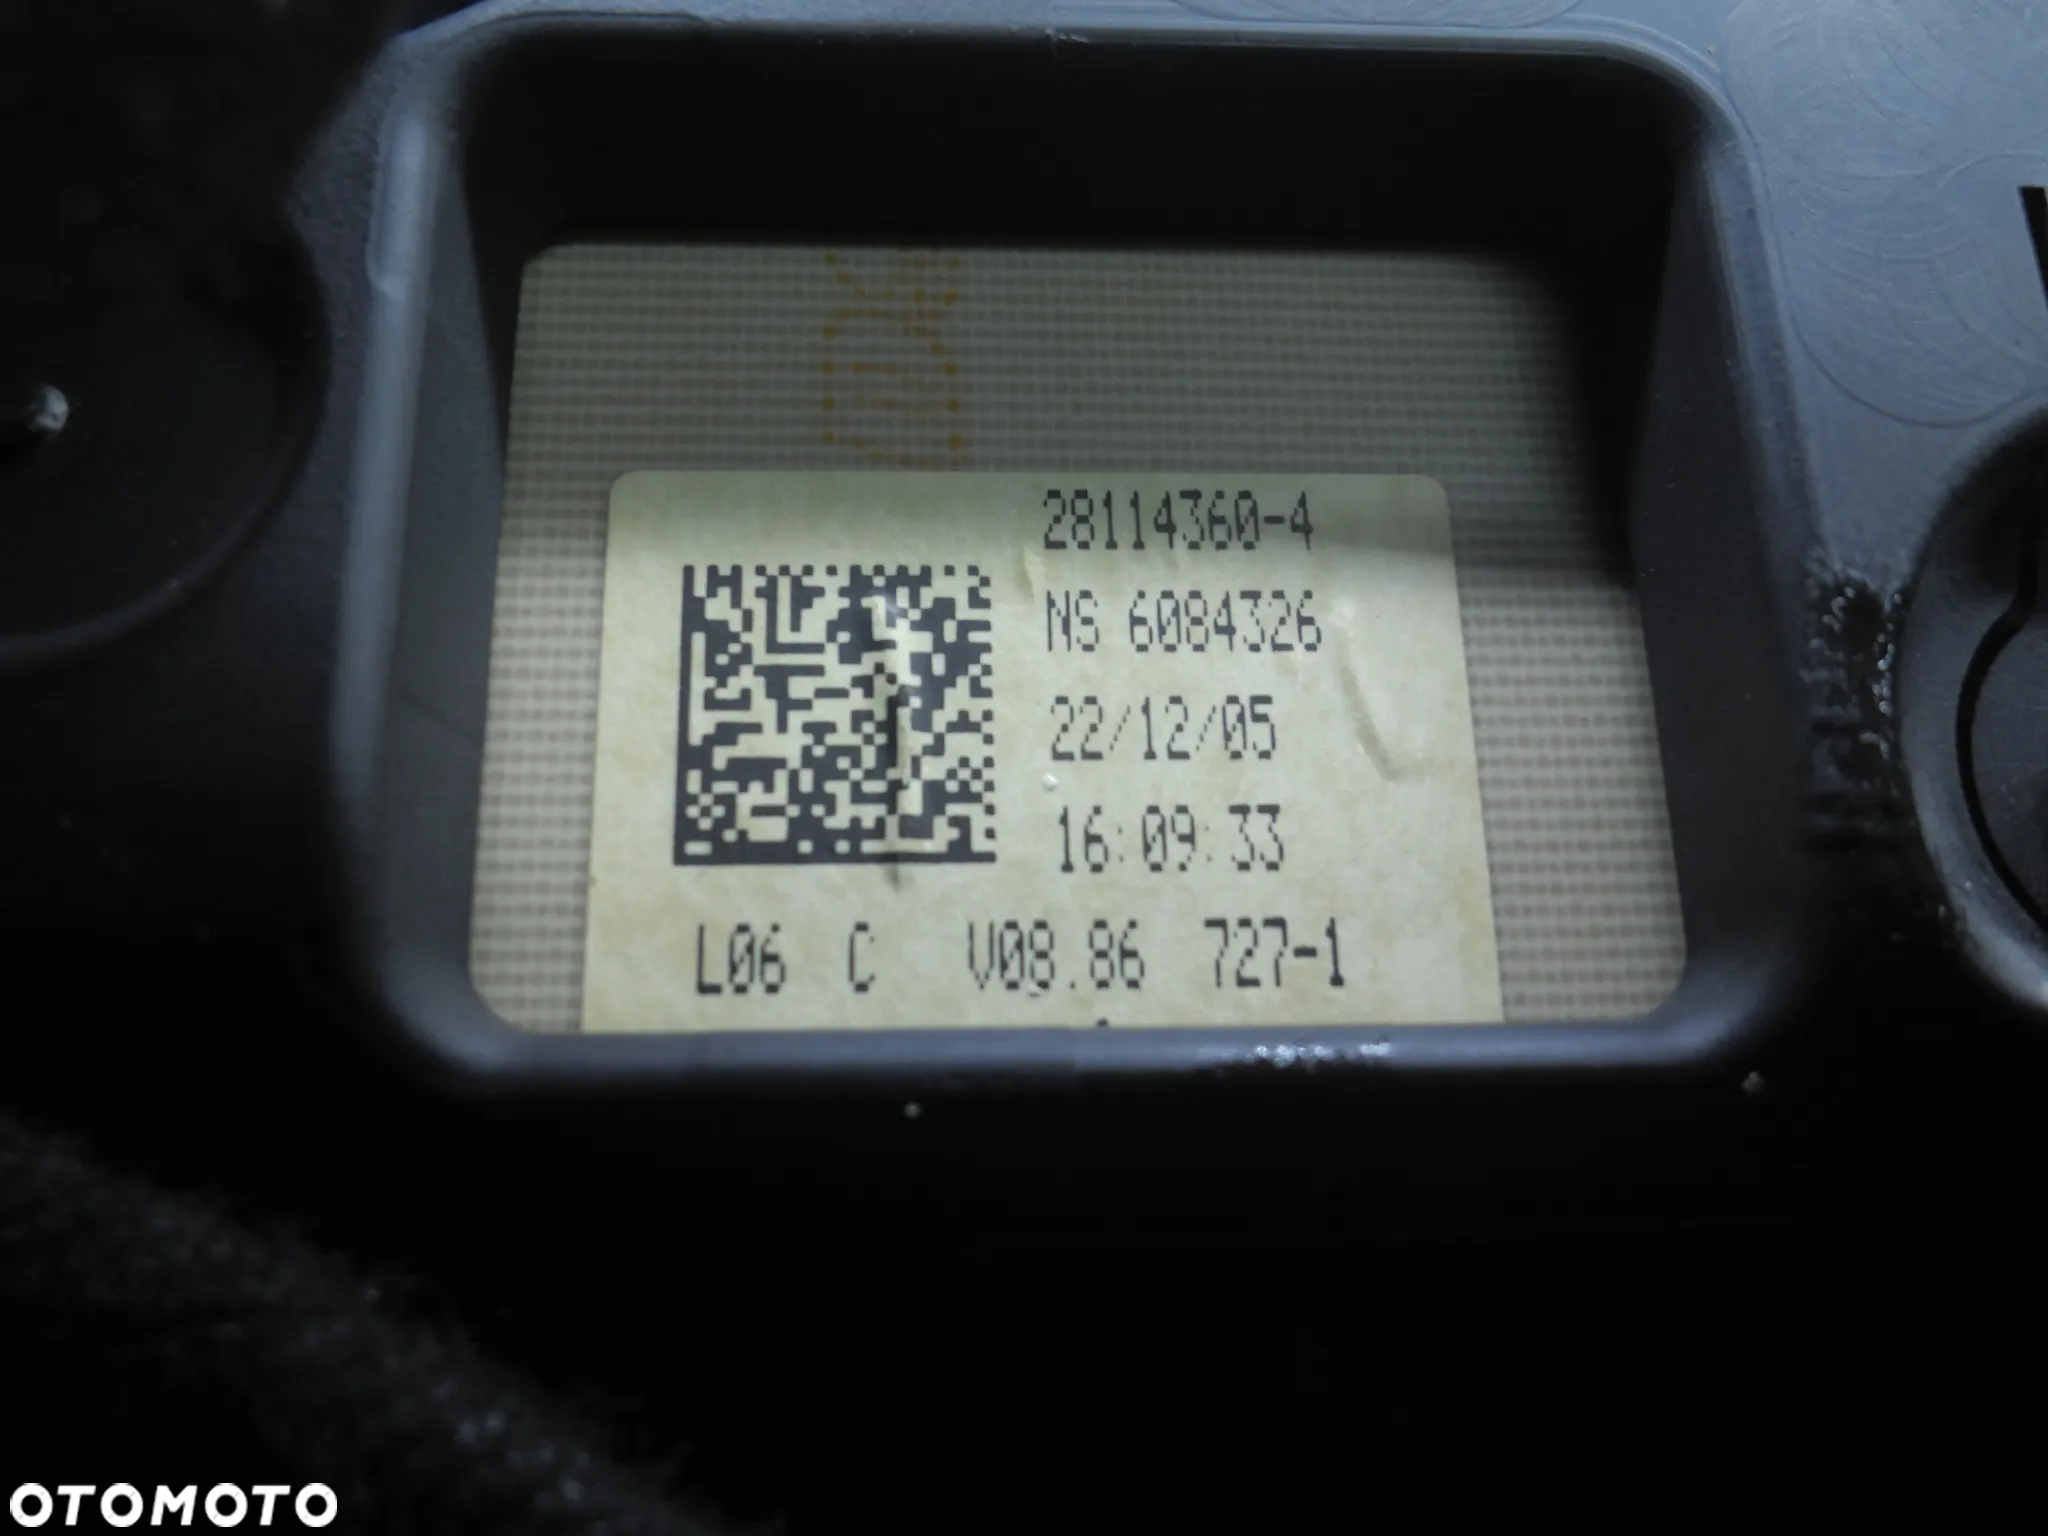 28114360-4
NS 6084326
22/12/05
16:09:33
L06 C V08.86 727-1
OTOMOTO